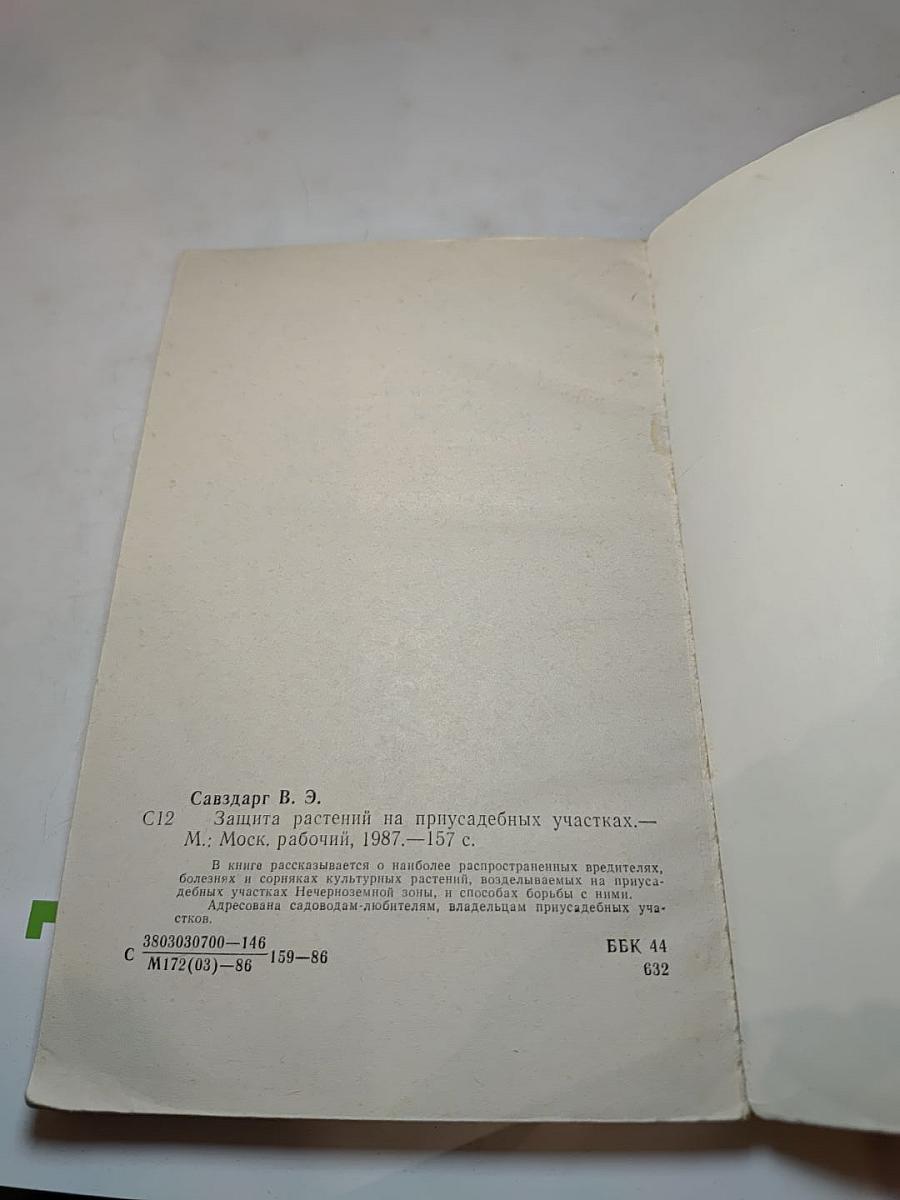 Савздарг В. Э.
С12 Защита растений на приусадебных участках.—
М.: Моск. рабочий, 1987.—157 с.
В книге рассказывается о наиболее распространенных вредителях,
болезнях и сорняках культурных растений, возделываемых на приуса-
дебных участках Нечерноземной зоны, и способах борьбы с ними.
Адресована садоводам-любителям, владельцам приусадебных уча-
стков.
С 3803030700—146
М172(03)—86 159—86
ББК 44
632